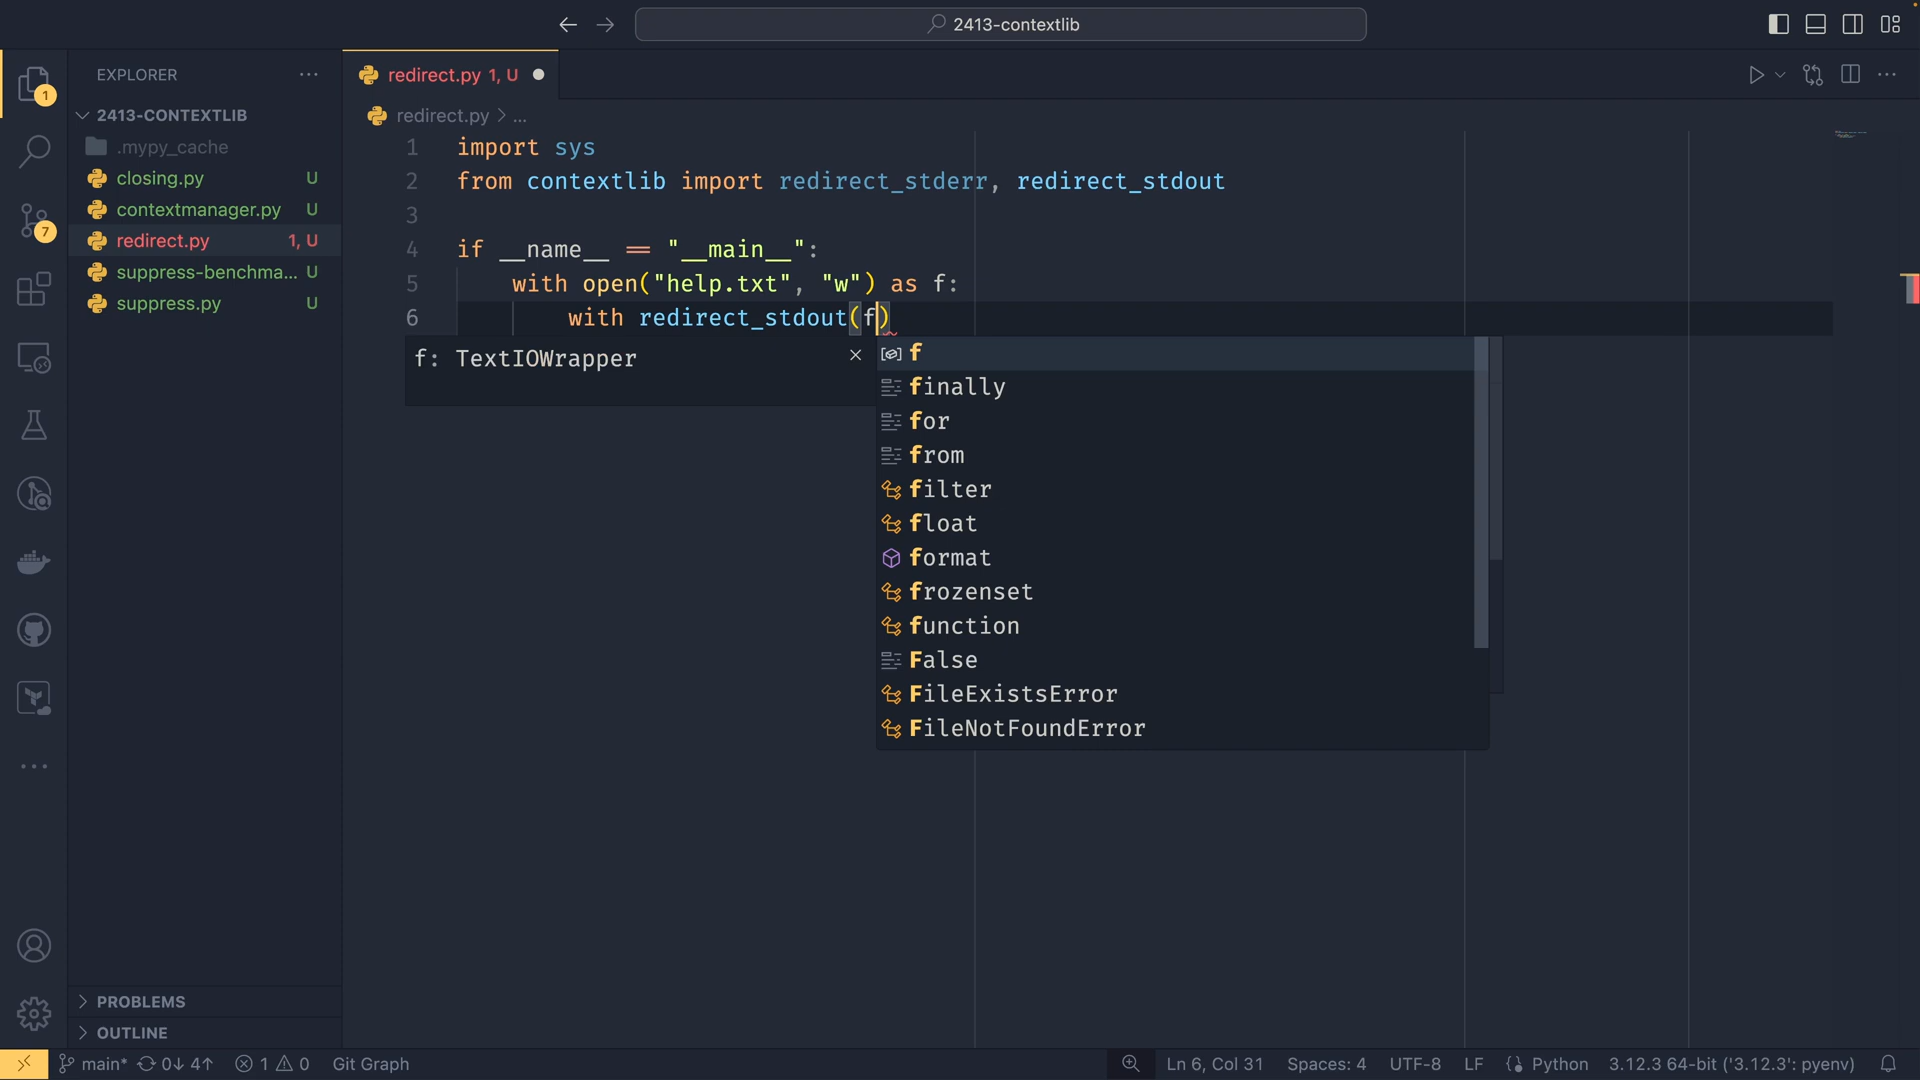 2413-contextlib
EXPLORER
redirect.py 1, U
2413-CONTEXTLIB
redirect.py > ...
.mypy_cache
closing.py U
contextmanager.py U
redirect.py 1, U
suppress-benchma... U
suppress.py U
1
7
1 import sys
2 from contextlib import redirect_stderr, redirect_stdout
3
4 if __name__ == "__main__":
5 with open("help.txt", "w") as f:
6 with redirect_stdout(f)
f: TextIOWrapper
f
finally
for
from
filter
float
format
frozenset
function
False
FileExistsError
FileNotFoundError
PROBLEMS
OUTLINE
main* 0↓ 4↑ 1 0 Git Graph Ln 6, Col 31 Spaces: 4 UTF-8 LF Python 3.12.3 64-bit ('3.12.3': pyenv)